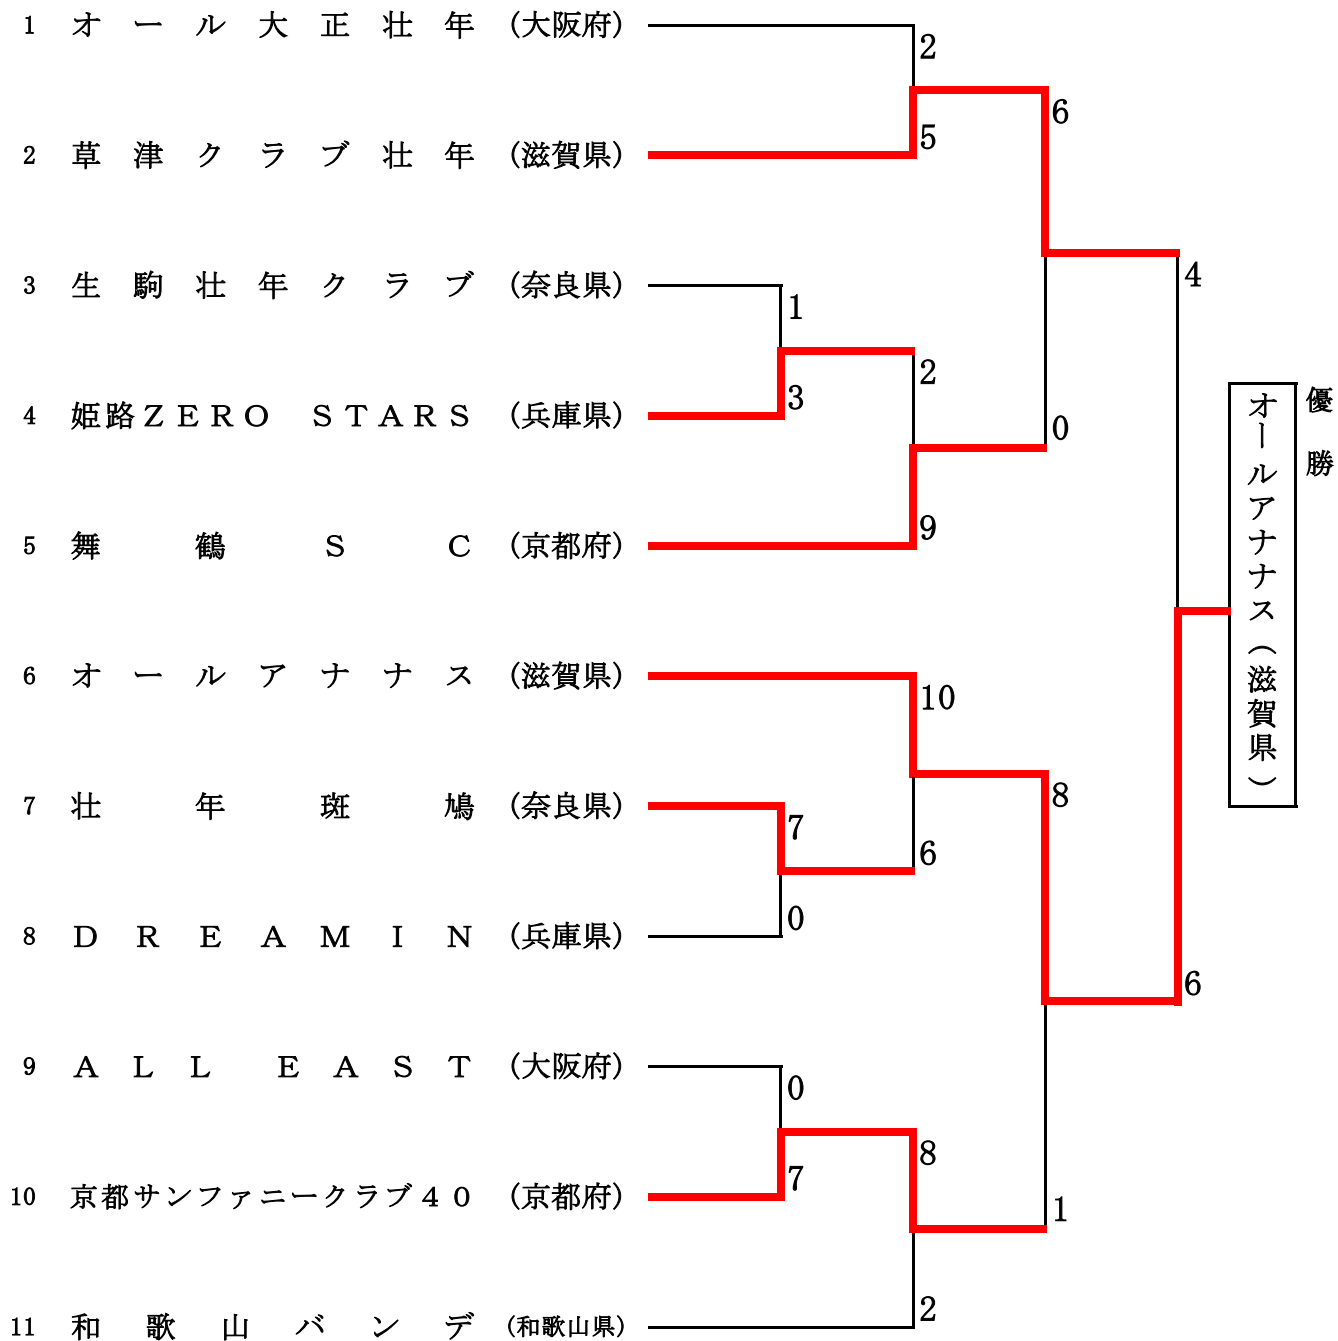 1 オール大正壮年 (大阪府)
2
5
6
2 草津クラブ壮年 (滋賀県)
3 生駒壮年クラブ (奈良県)
1
3
2
4
4 姫路ZERO STARS (兵庫県)
0
9
5 舞鶴SC (京都府)
優勝
オールアナナス(滋賀県)
6 オールアナナス (滋賀県)
10
8
7 壮年斑鳩 (奈良県)
7
6
0
8 DREAMIN (兵庫県)
6
9 ALL EAST (大阪府)
0
8
7
1
10 京都サンファニークラブ40 (京都府)
2
11 和歌山バンデ (和歌山県)